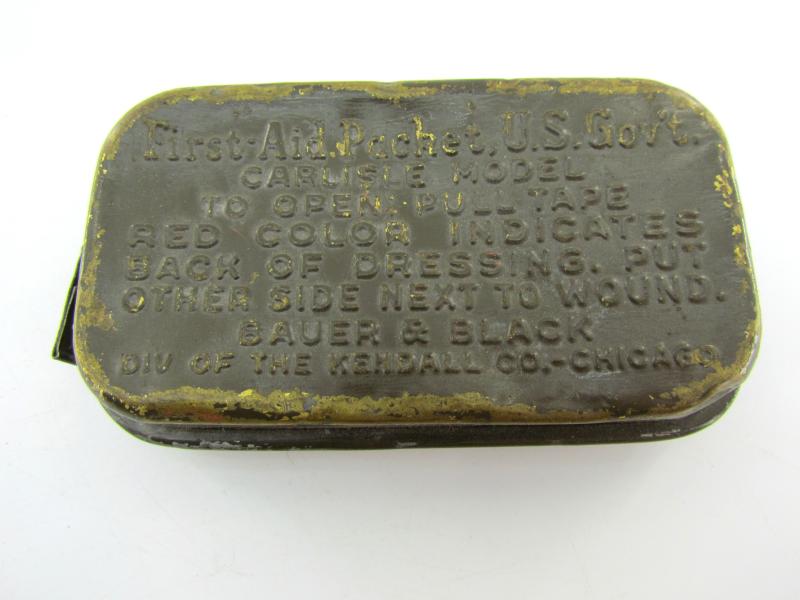 First-Aid Packet, U.S. Gov't.
CARLISLE MODEL
TO OPEN: PULL TAPE
RED COLOR INDICATES
BACK OF DRESSING. PUT
OTHER SIDE NEXT TO WOUND.
BAUER & BLACK
DIV OF THE KENDALL CO.-CHICAGO